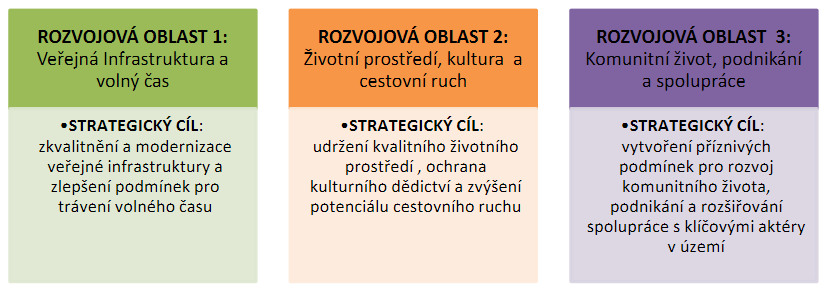 ROZVOJOVÁ OBLAST 1:
Veřejná Infrastruktura a
volný čas
•STRATEGICKÝ CÍL:
zkvalitnění a modernizace
veřejné infrastruktury a
zlepšení podmínek pro
trávení volného času
ROZVOJOVÁ OBLAST 2:
Životní prostředí, kultura a
cestovní ruch
•STRATEGICKÝ CÍL:
udržení kvalitního životního
prostředí , ochrana
kulturního dědictví a zvýšení
potenciálu cestovního ruchu
ROZVOJOVÁ OBLAST 3:
Komunitní život, podnikání
a spolupráce
•STRATEGICKÝ CÍL:
vytvoření příznivých
podmínek pro rozvoj
komunitního života,
podnikání a rozšiřování
spolupráce s klíčovými aktéry
v území